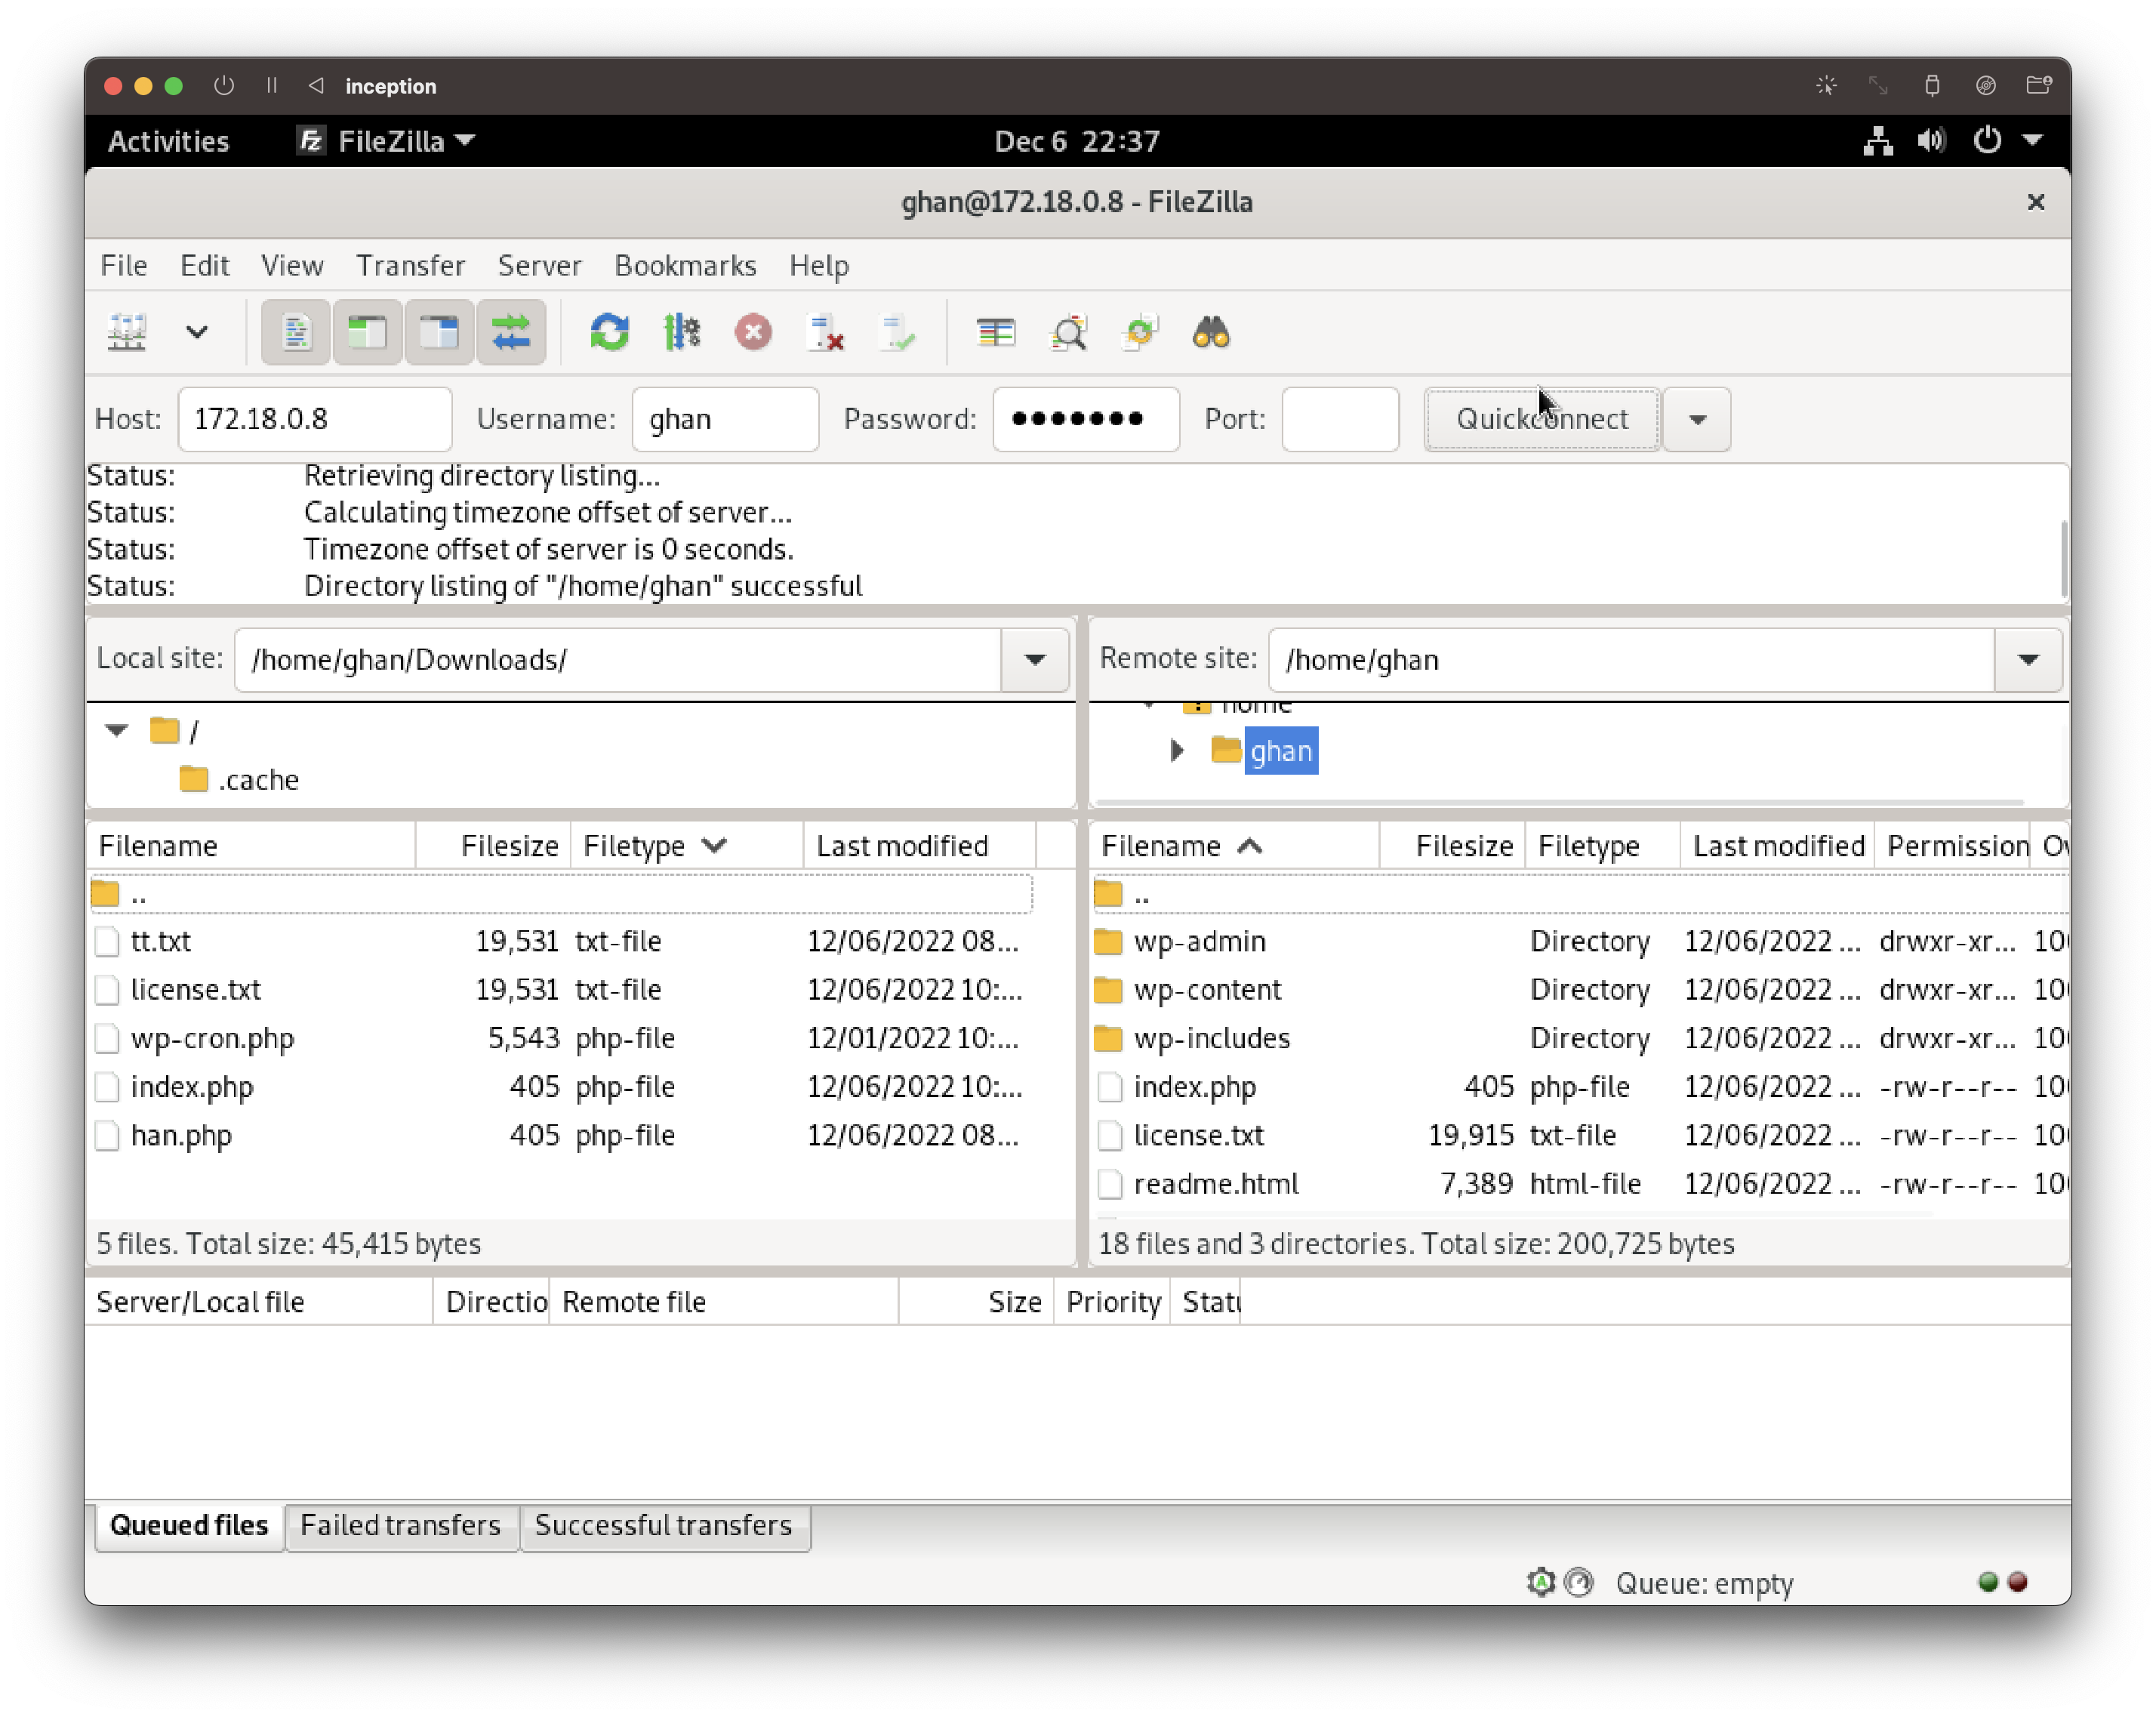 inception
Activities FileZilla Dec 6 22:37
ghan@172.18.0.8 - FileZilla
File Edit View Transfer Server Bookmarks Help
Host: 172.18.0.8 Username: ghan Password: ●●●●●●● Port: Quickconnect
Status: Retrieving directory listing...
Status: Calculating timezone offset of server...
Status: Timezone offset of server is 0 seconds.
Status: Directory listing of "/home/ghan" successful
Local site: /home/ghan/Downloads/
/
.cache
Filename Filesize Filetype Last modified
..
tt.txt 19,531 txt-file 12/06/2022 08...
license.txt 19,531 txt-file 12/06/2022 10:...
wp-cron.php 5,543 php-file 12/01/2022 10:...
index.php 405 php-file 12/06/2022 10:...
han.php 405 php-file 12/06/2022 08...
5 files. Total size: 45,415 bytes
Remote site: /home/ghan
home
ghan
Filename Filesize Filetype Last modified Permission
..
wp-admin Directory 12/06/2022 ... drwxr-xr... 10
wp-content Directory 12/06/2022 ... drwxr-xr... 10
wp-includes Directory 12/06/2022 ... drwxr-xr... 10
index.php 405 php-file 12/06/2022 ... -rw-r--r-- 10
license.txt 19,915 txt-file 12/06/2022 ... -rw-r--r-- 10
readme.html 7,389 html-file 12/06/2022 ... -rw-r--r-- 10
18 files and 3 directories. Total size: 200,725 bytes
Server/Local file Directio Remote file Size Priority Statu
Queued files Failed transfers Successful transfers
Queue: empty